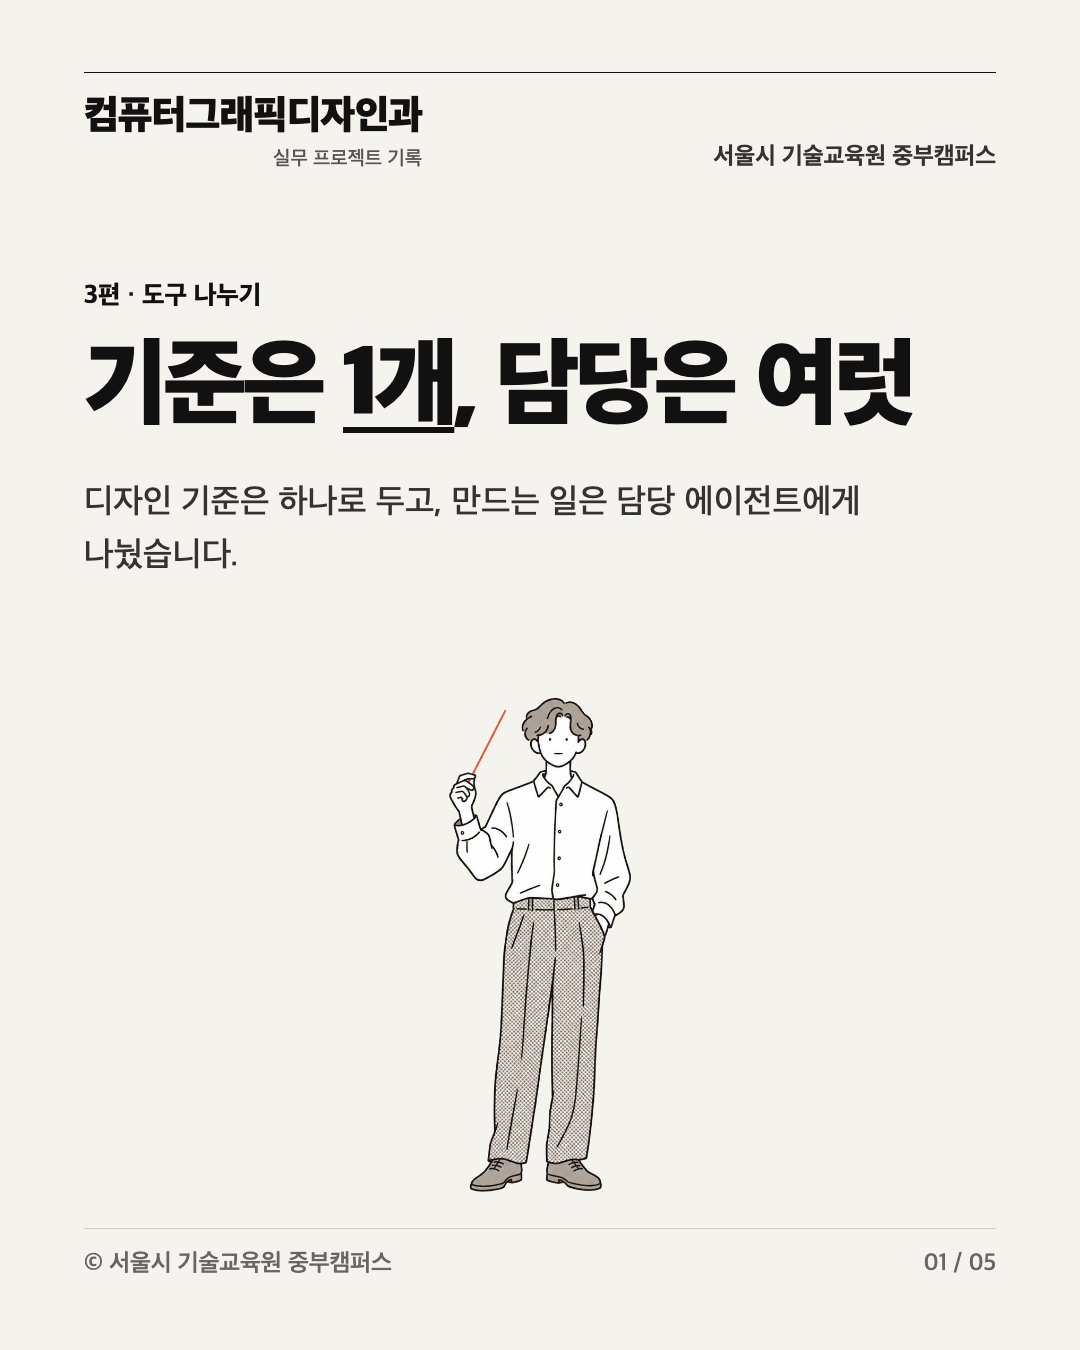 컴퓨터그래픽디자인과
실무 프로젝트 기록
서울시 기술교육원 중부캠퍼스
3편 · 도구 나누기
기준은 1개, 담당은 여럿
디자인 기준은 하나로 두고, 만드는 일은 담당 에이전트에게
나눴습니다.
© 서울시 기술교육원 중부캠퍼스
01 / 05